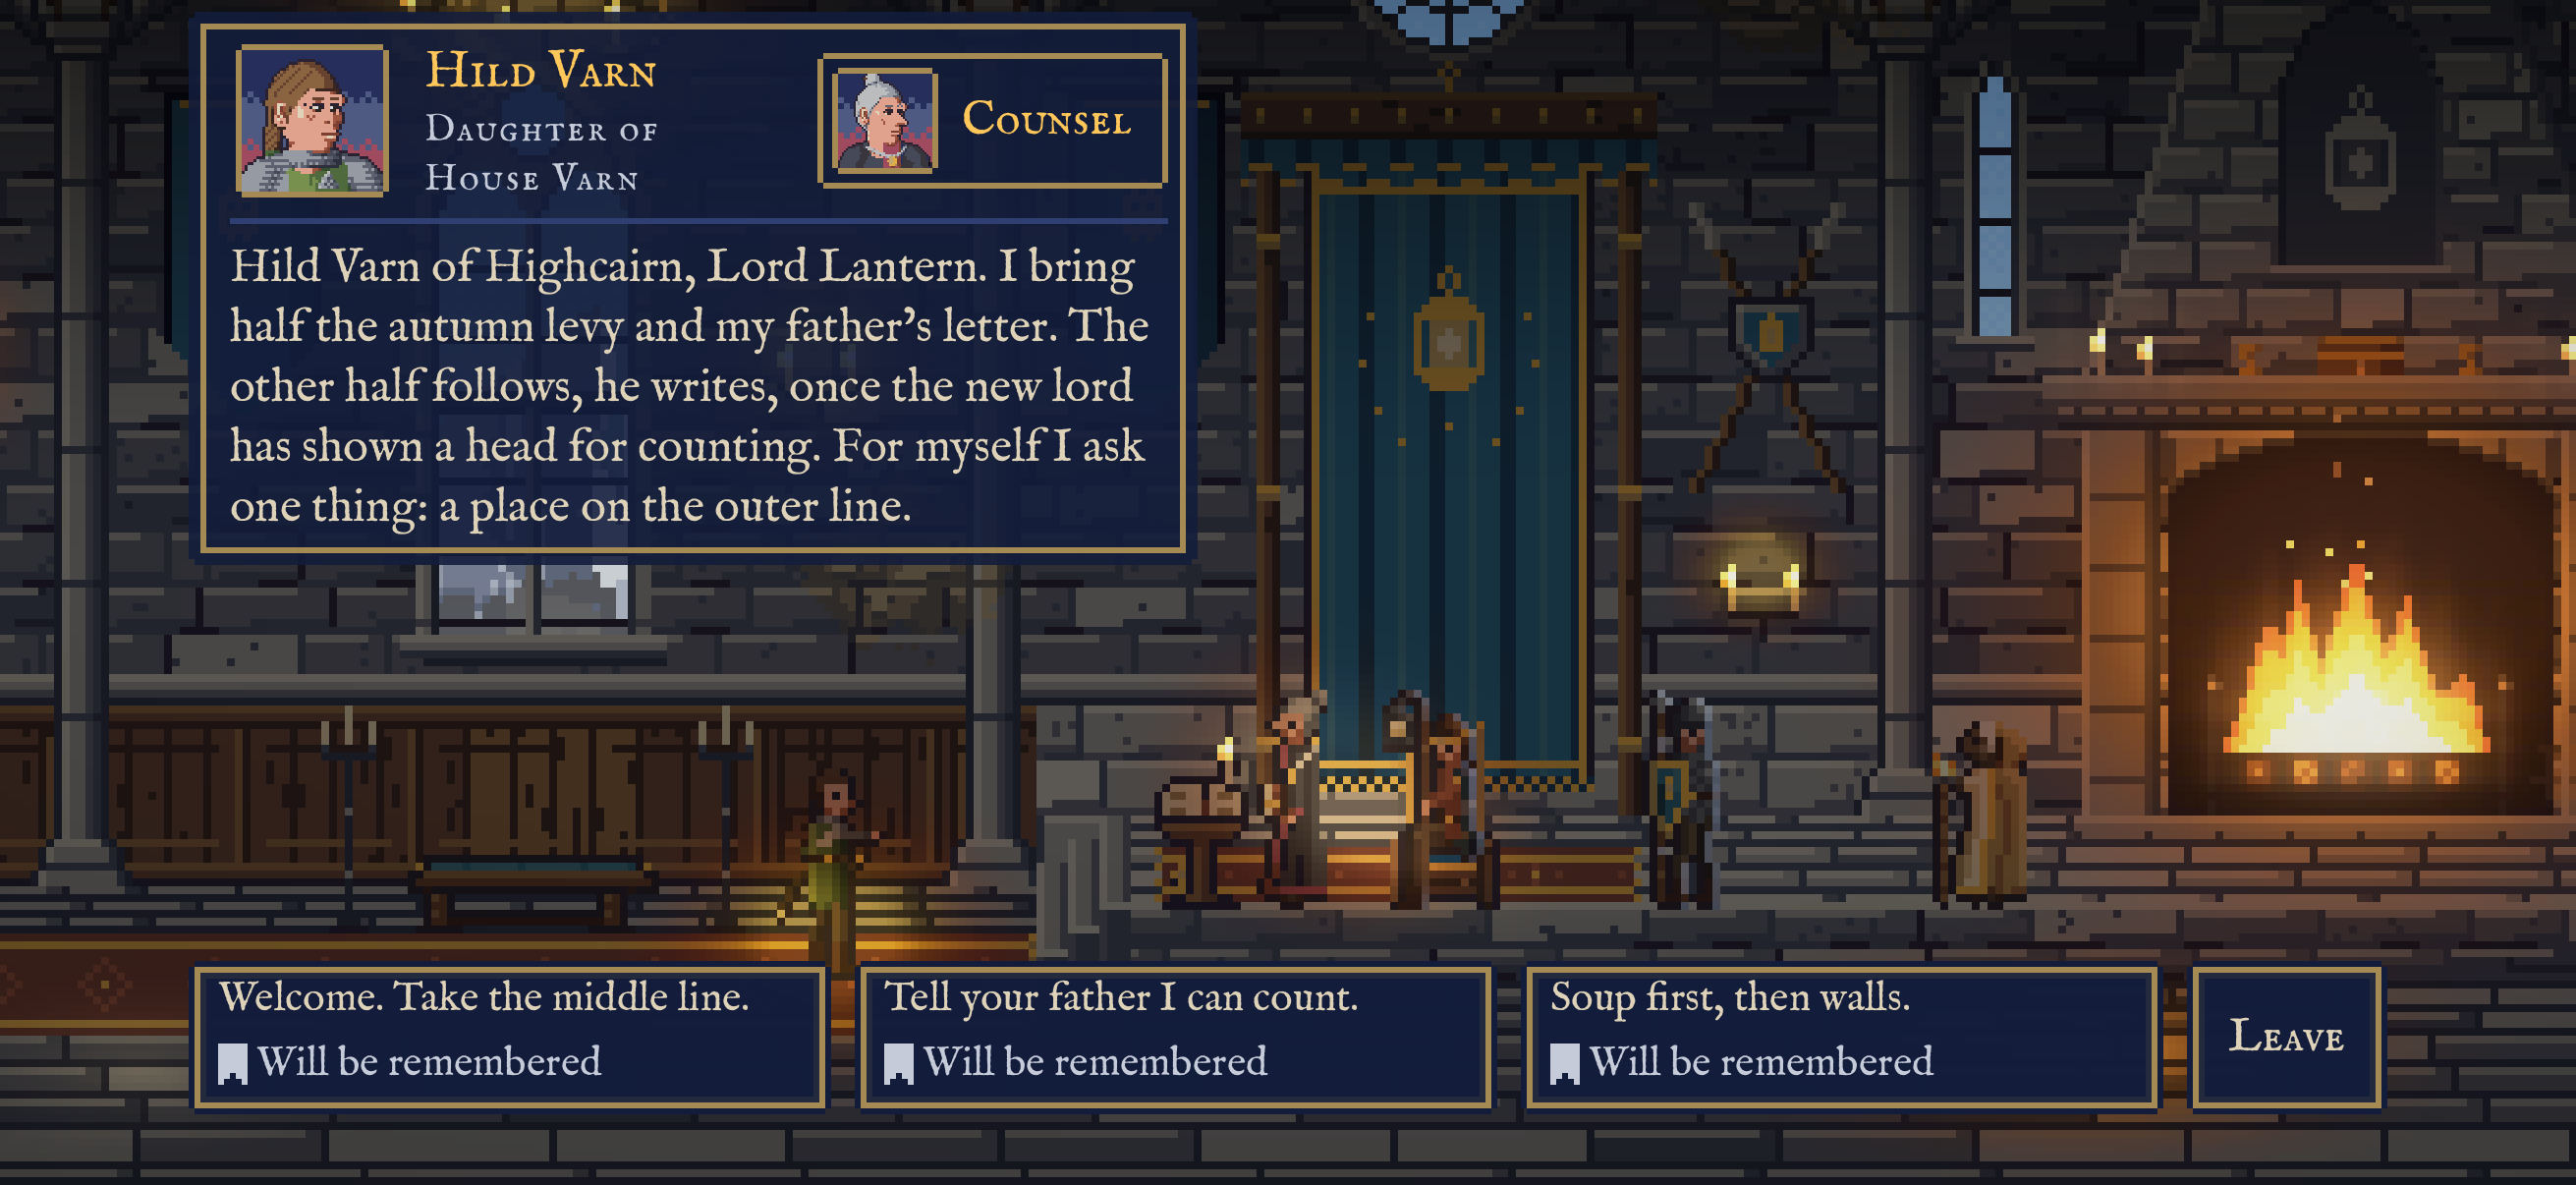 Hild Varn
Daughter of
House Varn
Counsel
Hild Varn of Highcairn, Lord Lantern. I bring
half the autumn levy and my father’s letter. The
other half follows, he writes, once the new lord
has shown a head for counting. For myself I ask
one thing: a place on the outer line.
Welcome. Take the middle line.
Will be remembered
Tell your father I can count.
Will be remembered
Soup first, then walls.
Will be remembered
Leave